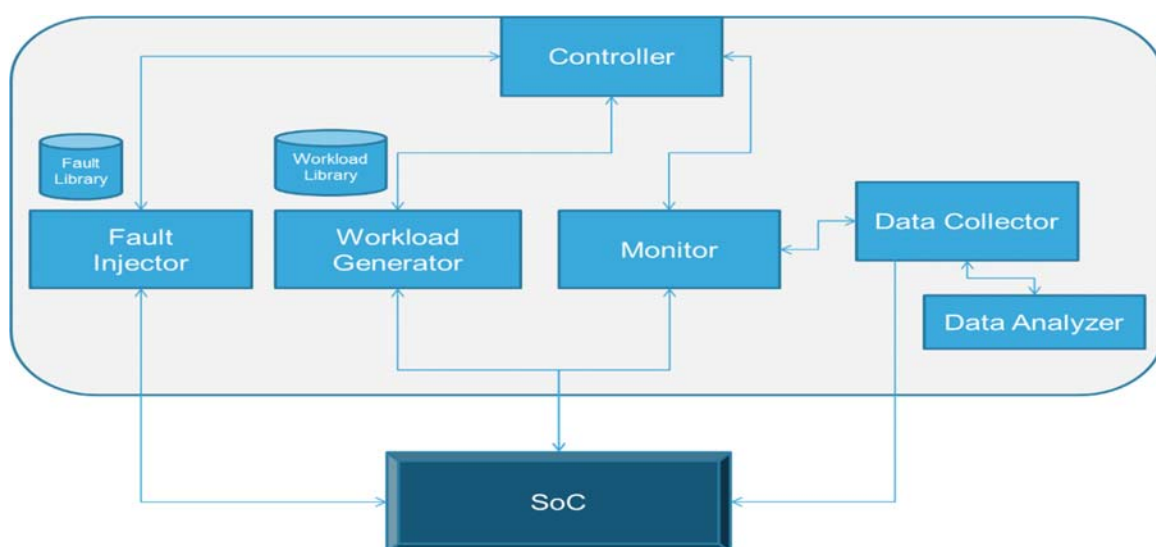 Controller
Fault
Library
Workload
Library
Fault
Injector
Workload
Generator
Monitor
Data Collector
Data Analyzer
SoC